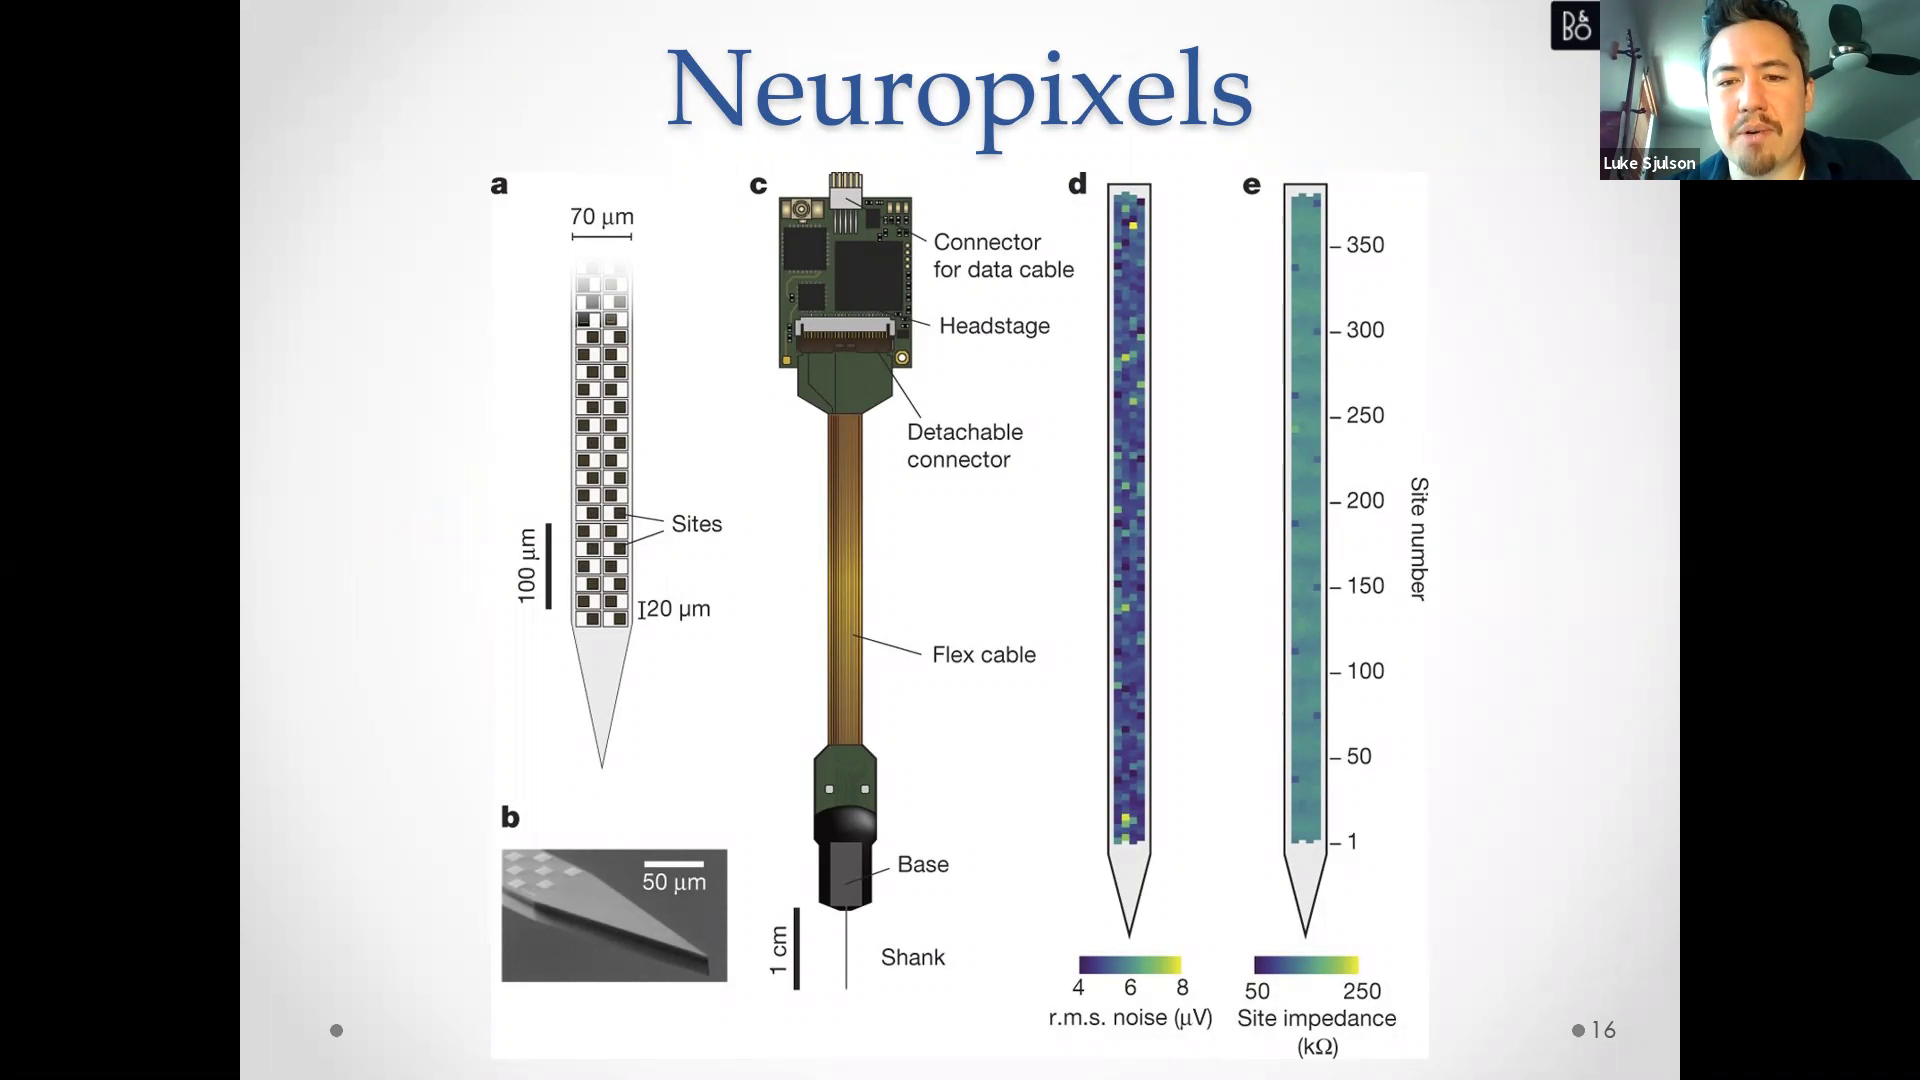 Neuropixels
B&O
Luke Sjulson
a
70 µm
Sites
100 µm
20 µm
b
50 µm
c
Connector
for data cable
Headstage
Detachable
connector
Flex cable
Base
1 cm
Shank
d
4 6 8
r.m.s. noise (µV)
e
350
300
250
200
150
100
50
1
Site number
50 250
Site impedance
(kΩ)
16